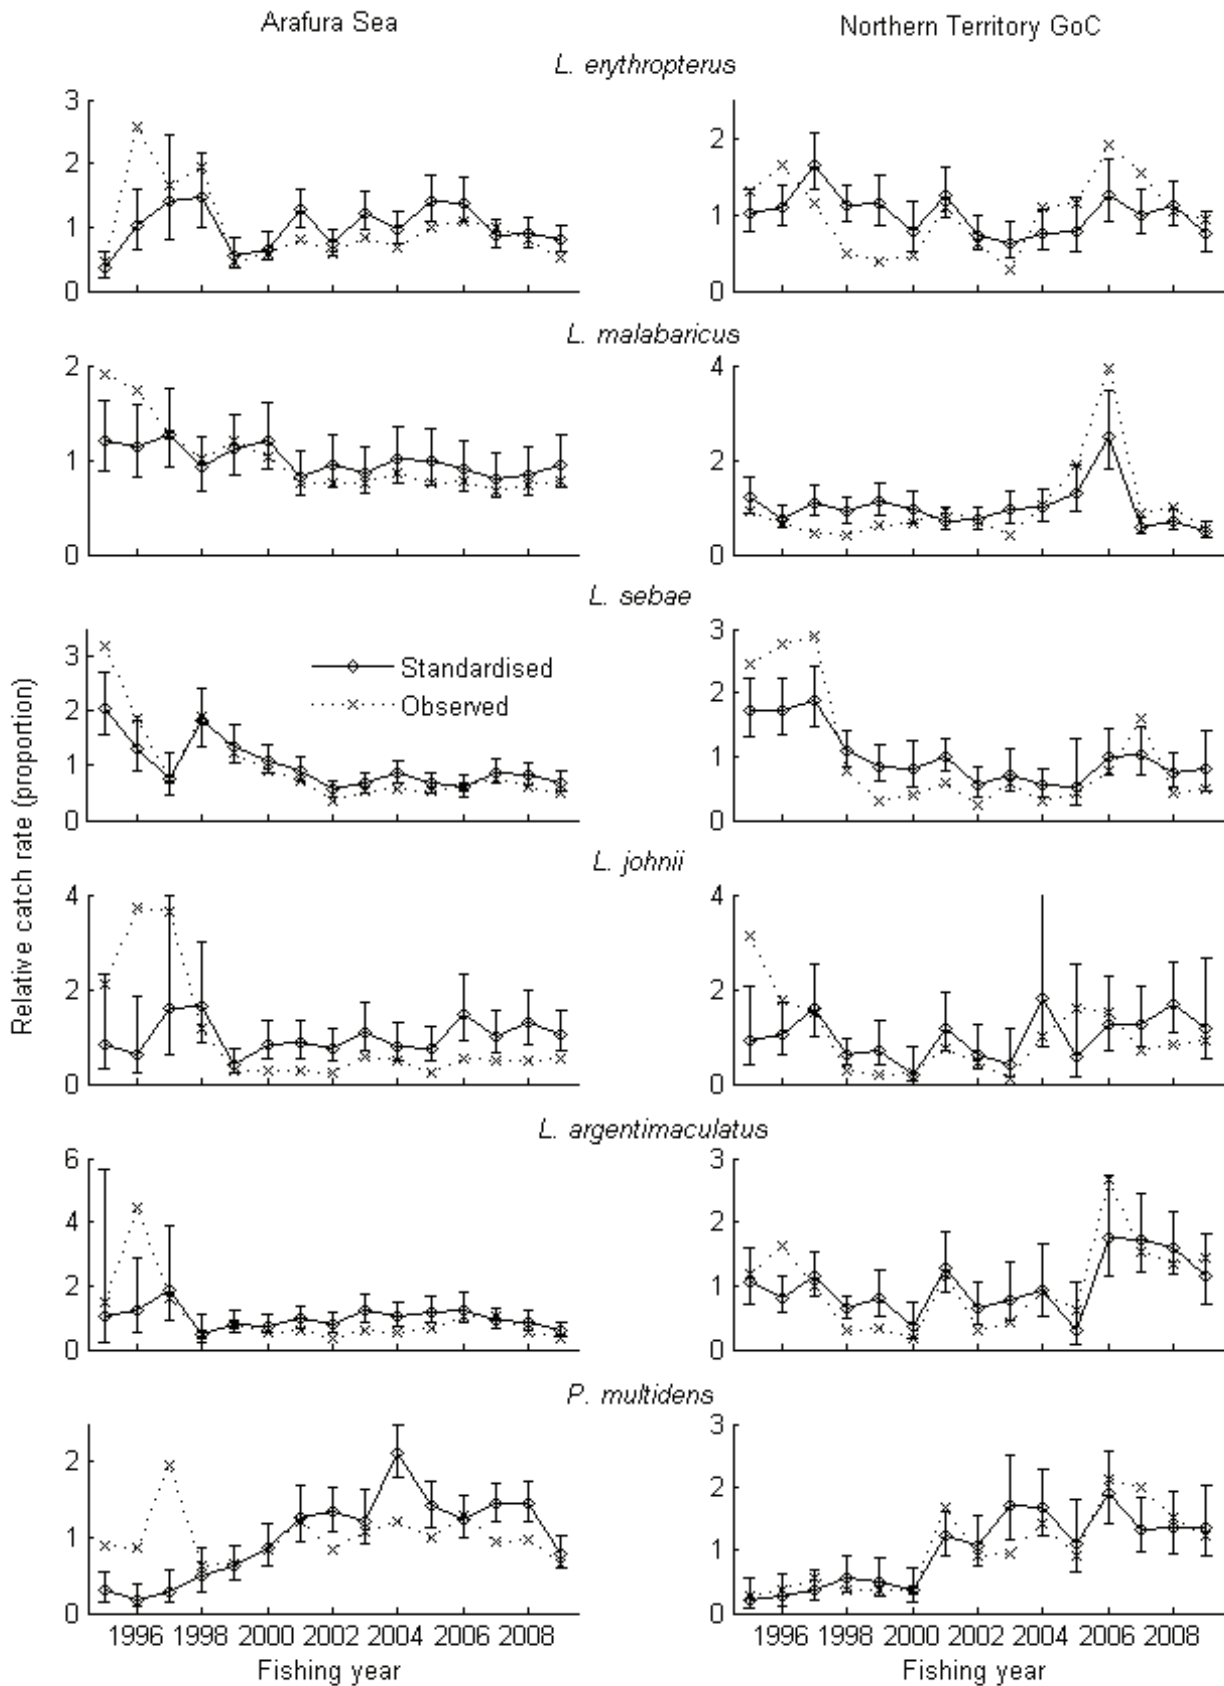 Arafura Sea
Northern Territory GoC
L. erythropterus
3
2
1
0
2
1
0
L. malabaricus
2
1
0
4
2
0
L. sebae
3
2
1
0
Standardised
Observed
3
2
1
0
Relative catch rate (proportion)
L. johnii
4
2
0
4
2
0
L. argentimaculatus
6
4
2
0
3
2
1
0
P. multidens
2
1
0
3
2
1
0
1996 1998 2000 2002 2004 2006 2008
1996 1998 2000 2002 2004 2006 2008
Fishing year
Fishing year